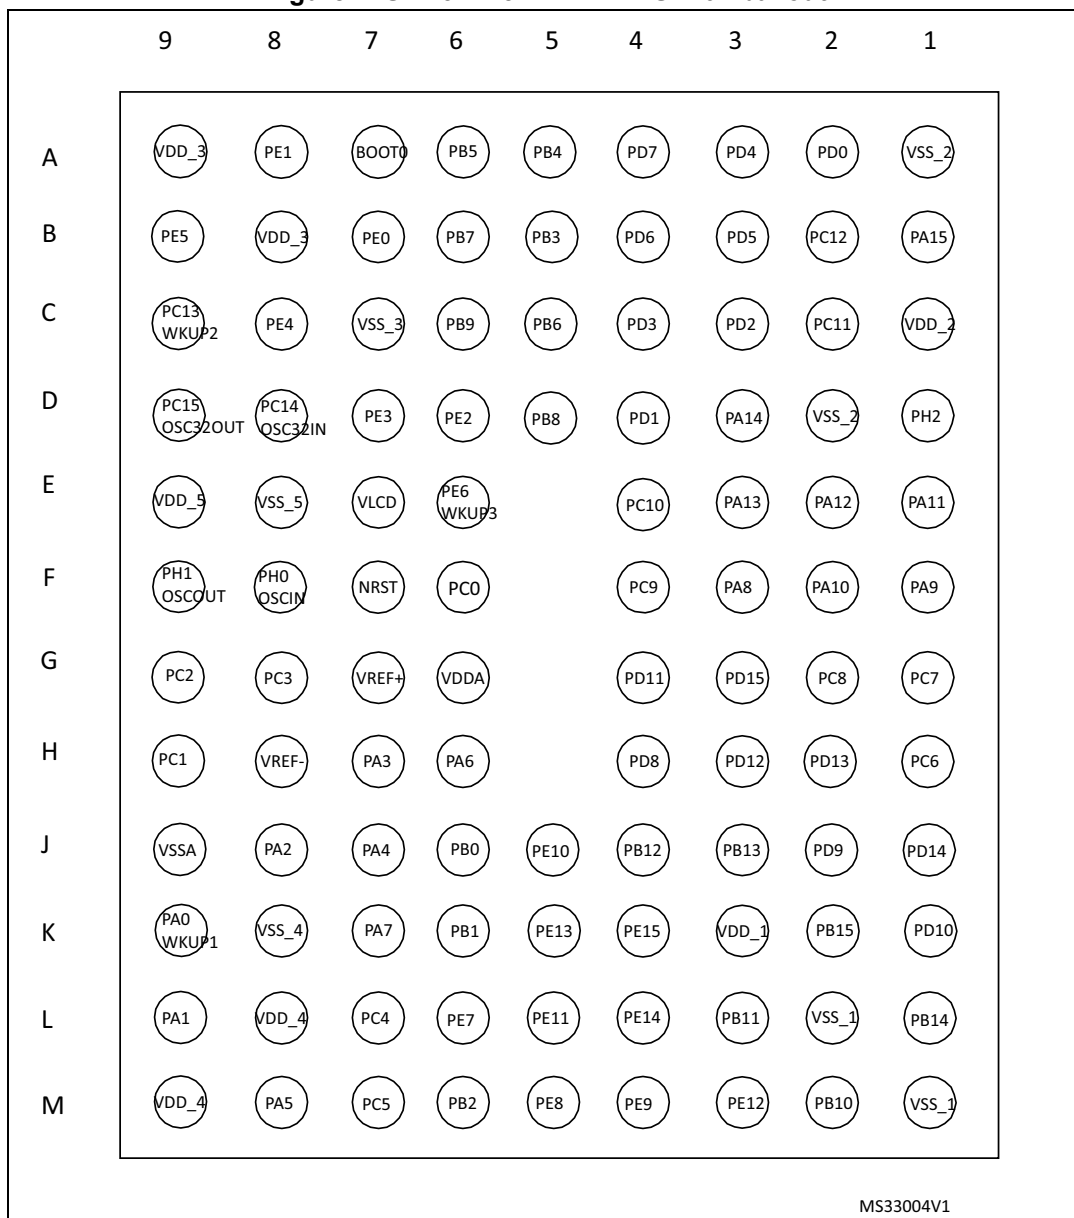 9 8 7 6 5 4 3 2 1
A VDD_3 PE1 BOOT0 PB5 PB4 PD7 PD4 PD0 VSS_2
B PE5 VDD_3 PE0 PB7 PB3 PD6 PD5 PC12 PA15
C PC13 WKUP2 PE4 VSS_3 PB9 PB6 PD3 PD2 PC11 VDD_2
D PC15 OSC32OUT PC14 OSC32IN PE3 PE2 PB8 PD1 PA14 VSS_2 PH2
E VDD_5 VSS_5 VLCD PE6 WKUP3 PC10 PA13 PA12 PA11
F PH1 OSCOUT PH0 OSCIN NRST PC0 PC9 PA8 PA10 PA9
G PC2 PC3 VREF+ VDDA PD11 PD15 PC8 PC7
H PC1 VREF- PA3 PA6 PD8 PD12 PD13 PC6
J VSSA PA2 PA4 PB0 PE10 PB12 PB13 PD9 PD14
K PA0 WKUP1 VSS_4 PA7 PB1 PE13 PE15 VDD_1 PB15 PD10
L PA1 VDD_4 PC4 PE7 PE11 PE14 PB11 VSS_1 PB14
M VDD_4 PA5 PC5 PB2 PE8 PE9 PE12 PB10 VSS_1
MS33004V1